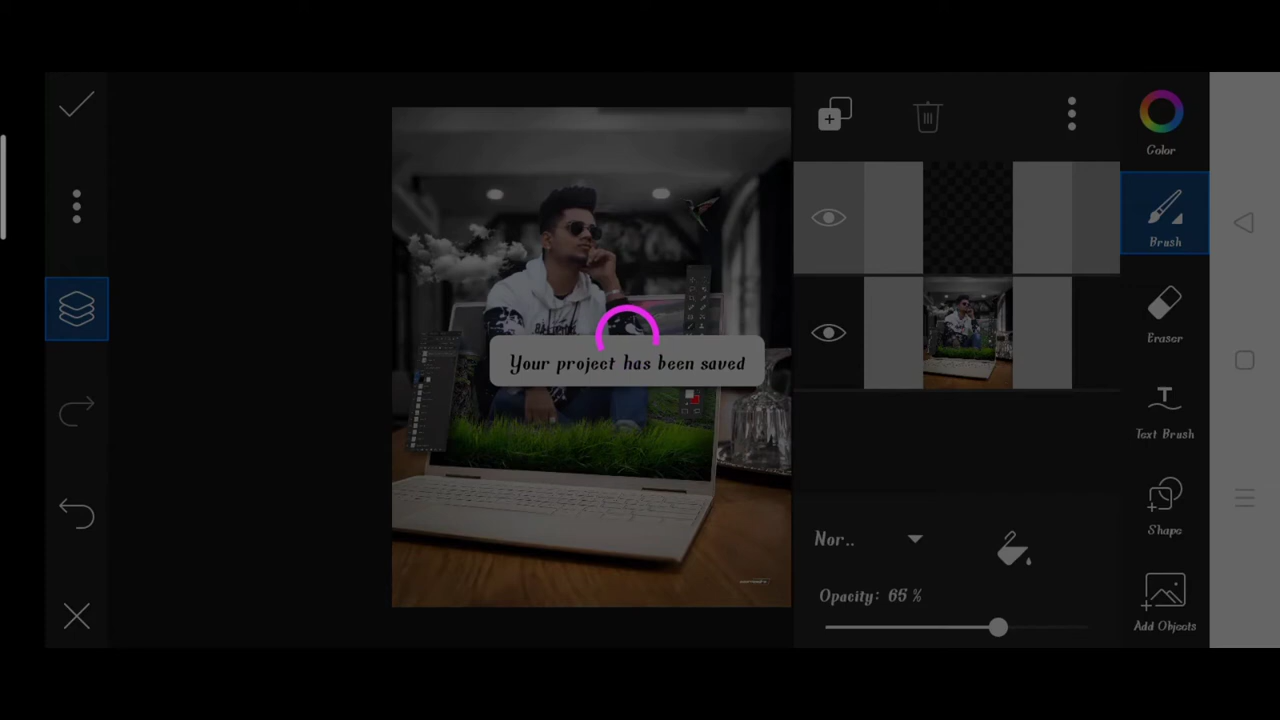 Color
Brush
Your project has been saved
Eraser
Text Brush
Nor..
Shape
Opacity: 65 %
Add Objects